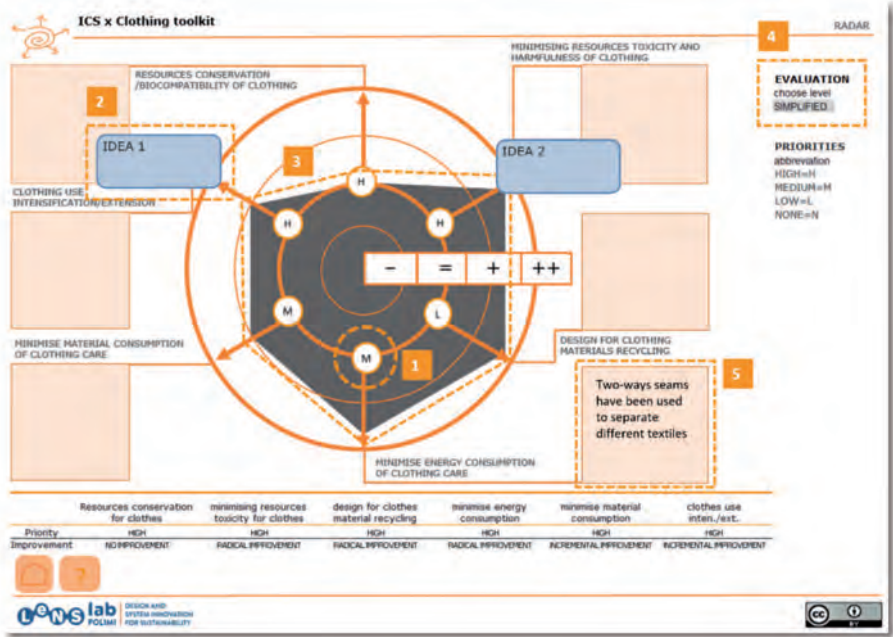 ICS x Clothing toolkit
RADAR
4
MINIMISING RESOURCES TOXICITY AND
HARMFULNESS OF CLOTHING
RESOURCES CONSERVATION
/BIOCOMPATIBILITY OF CLOTHING
EVALUATION
choose level
SIMPLIFIED
2
IDEA 1
3
IDEA 2
PRIORITIES
abbreviation
HIGH=H
MEDIUM=M
LOW=L
NONE=N
H
CLOTHING USE
INTENSIFICATION/EXTENSION
H
H
-
=
+
++
M
L
MINIMISE MATERIAL CONSUMPTION
OF CLOTHING CARE
DESIGN FOR CLOTHING
MATERIALS RECYCLING
M
1
5
Two-ways seams
have been used
to separate
different textiles
MINIMISE ENERGY CONSUMPTION
OF CLOTHING CARE
Resources conservation for clothes
minimising resources toxicity for clothes
design for clothes material recycling
minimise energy consumption
minimise material consumption
clothes use inten./ext.
Priority HIGH HIGH HIGH HIGH HIGH HIGH
Improvement NO IMPROVEMENT RADICAL IMPROVEMENT RADICAL IMPROVEMENT RADICAL IMPROVEMENT INCREMENTAL IMPROVEMENT INCREMENTAL IMPROVEMENT
?
LeNS lab
POLIMI
DESIGN AND
SYSTEM INNOVATION
FOR SUSTAINABILITY
cc
BY